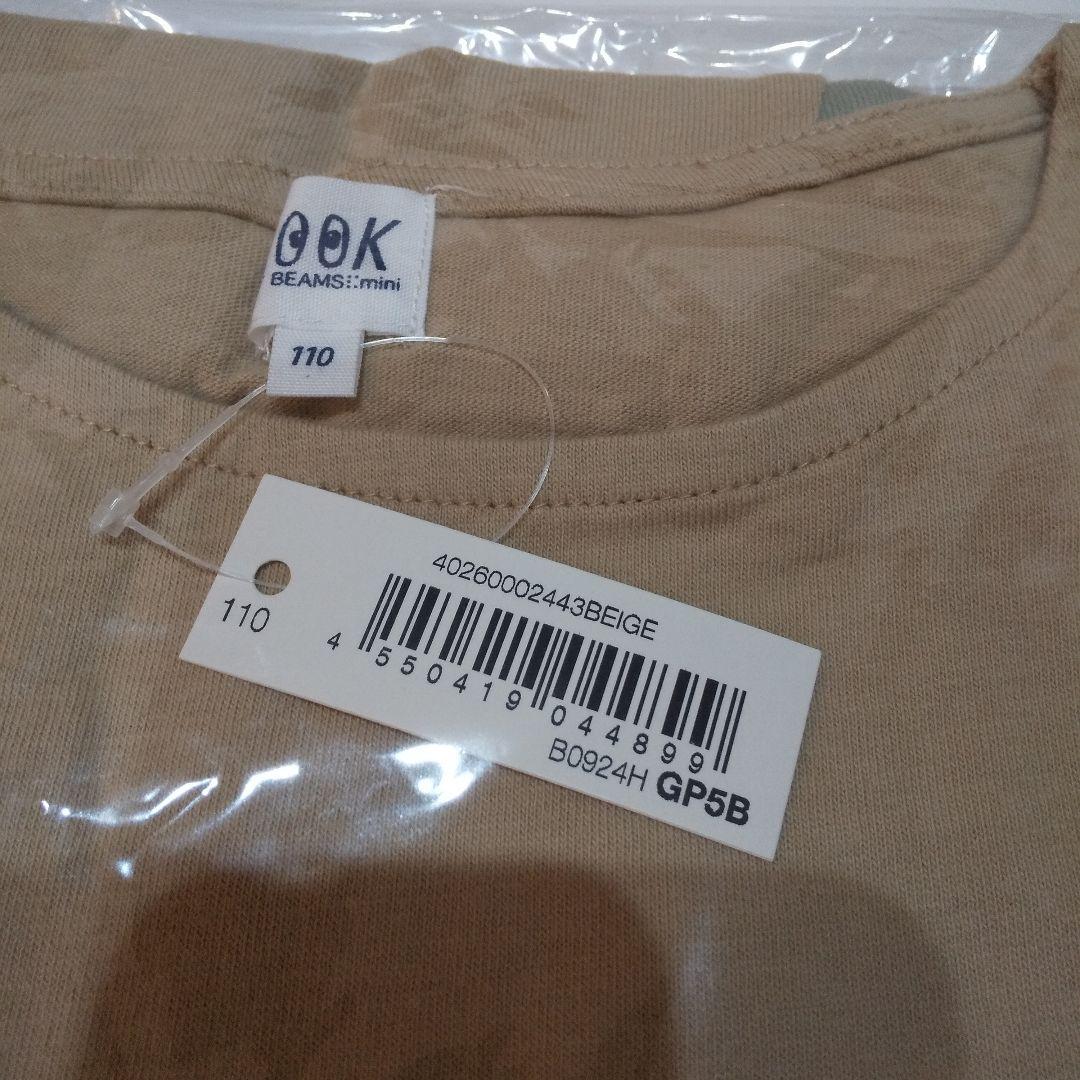 OOK
BEAMS::mini
110
110
40260002443BEIGE
4 550419 044899
B0924H GP5B